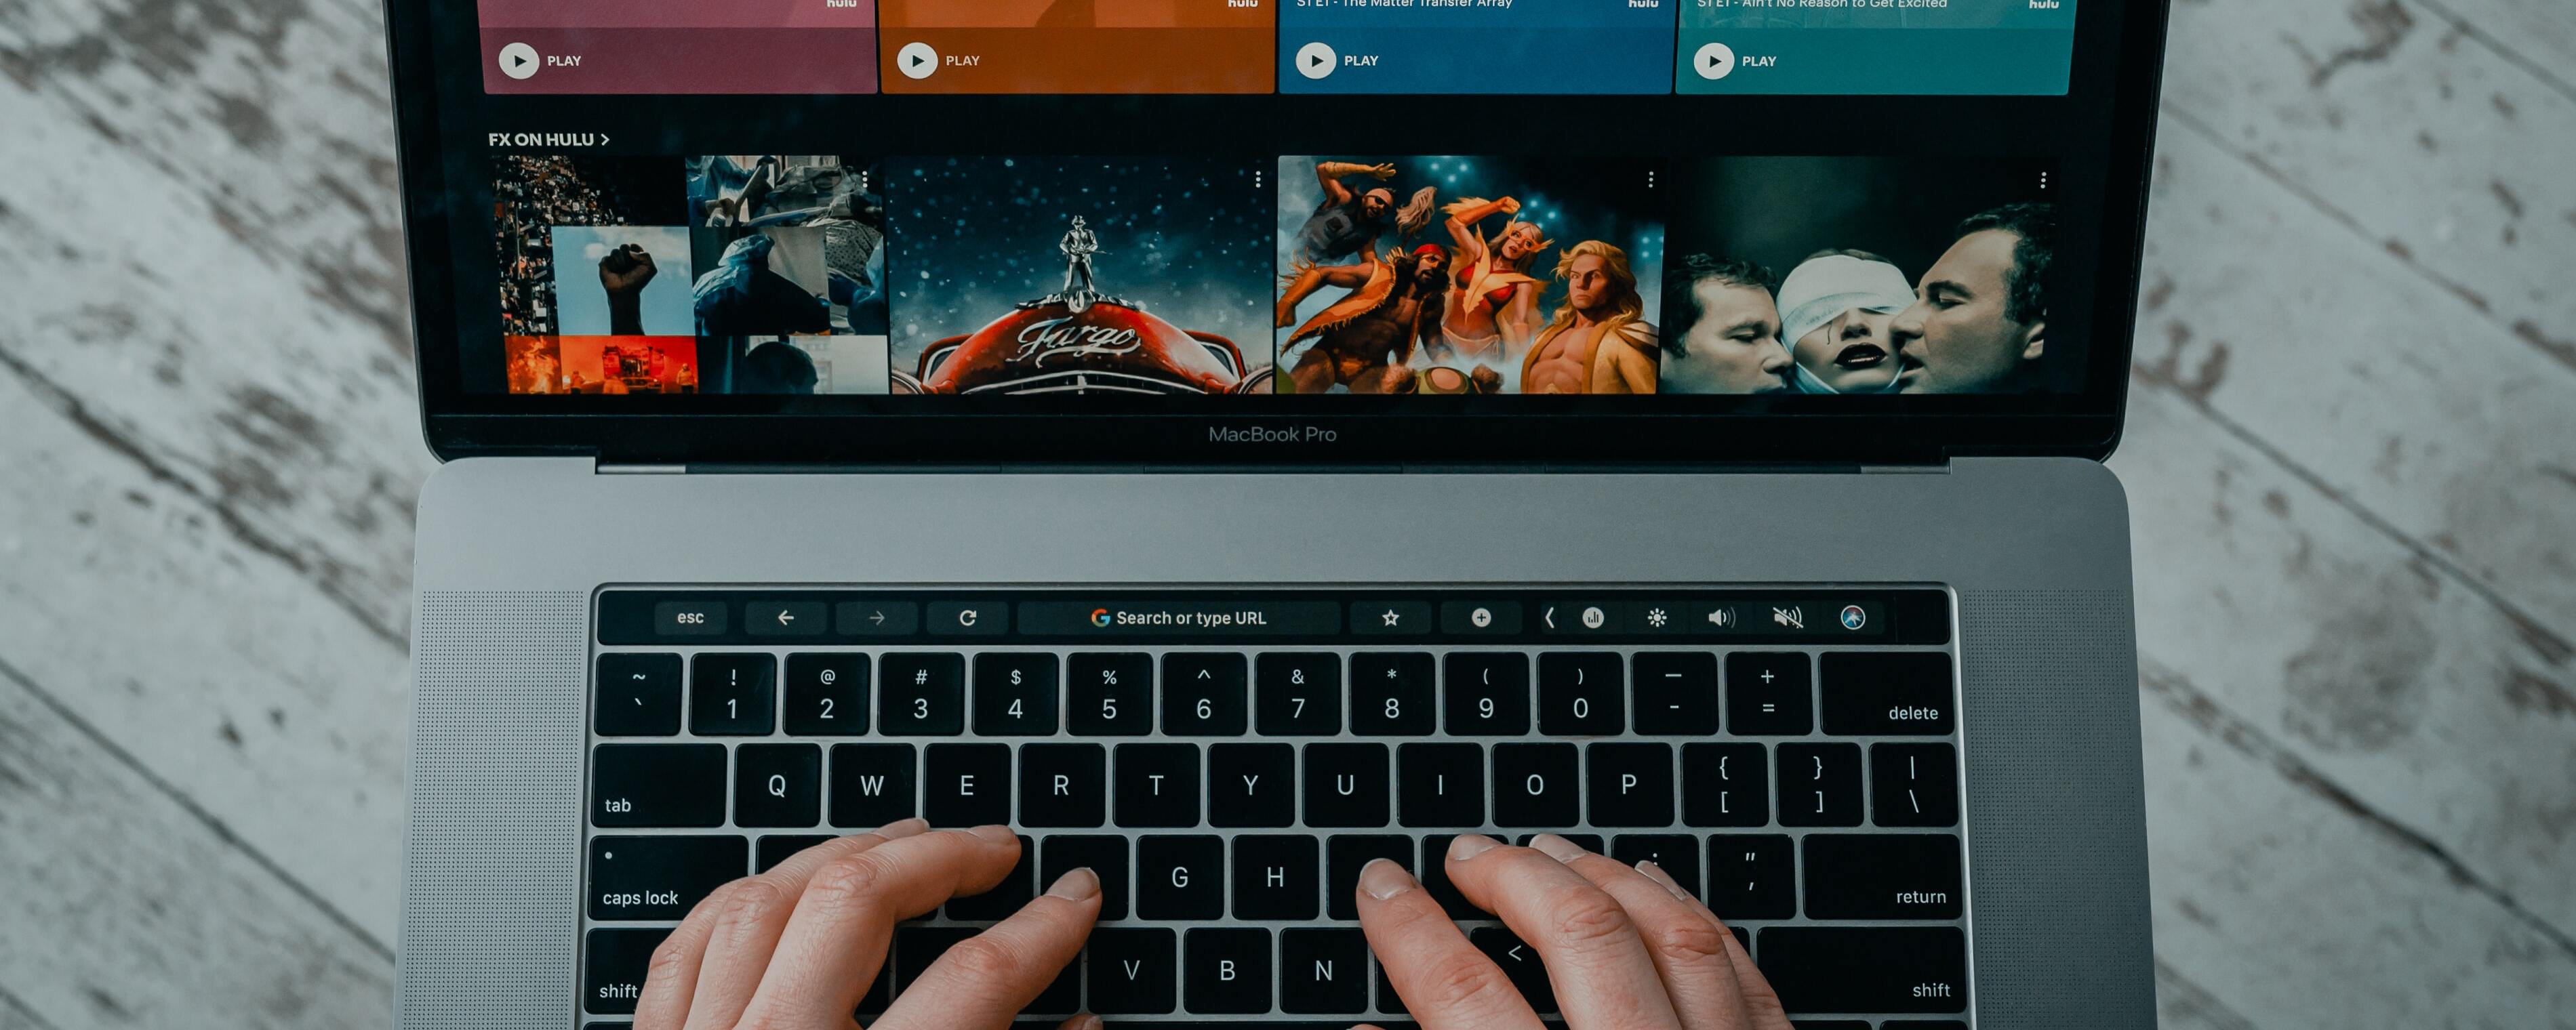 hulu hulu S1 E1 - The Matter Transfer Array hulu S1 E1 - Ain't No Reason to Get Excited hulu
PLAY PLAY PLAY PLAY
FX ON HULU >
Fargo
MacBook Pro
esc Search or type URL
~ ! @ # $ % ^ & * ( ) — +
` 1 2 3 4 5 6 7 8 9 0 - =
delete
Q W E R T Y U I O P { } |
tab [ ] \
G H : "
caps lock ' return
V B N <
shift shift